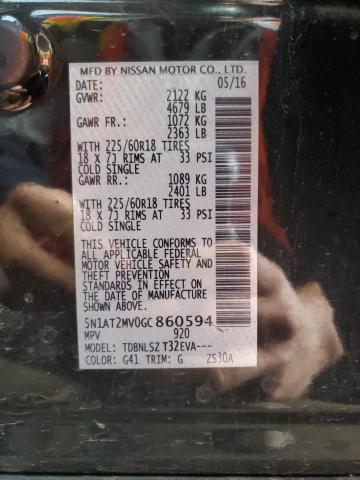 MFD BY NISSAN MOTOR CO., LTD.
DATE: 05/16
GVWR: 2122 KG
4679 LB
GAWR FR.: 1072 KG
2363 LB
WITH 225/60R18 TIRES
18 X 7J RIMS AT 33 PSI
COLD SINGLE
GAWR RR.: 1089 KG
2401 LB
WITH 225/60R18 TIRES
18 X 7J RIMS AT 33 PSI
COLD SINGLE
THIS VEHICLE CONFORMS TO
ALL APPLICABLE FEDERAL
MOTOR VEHICLE SAFETY AND
THEFT PREVENTION
STANDARDS IN EFFECT ON
THE DATE OF MANUFACTURE
SHOWN ABOVE.
5N1AT2MV0GC860594
MPV 920
MODEL: TDBNLSZ T32EVA---
COLOR: G41 TRIM: G ZS30A